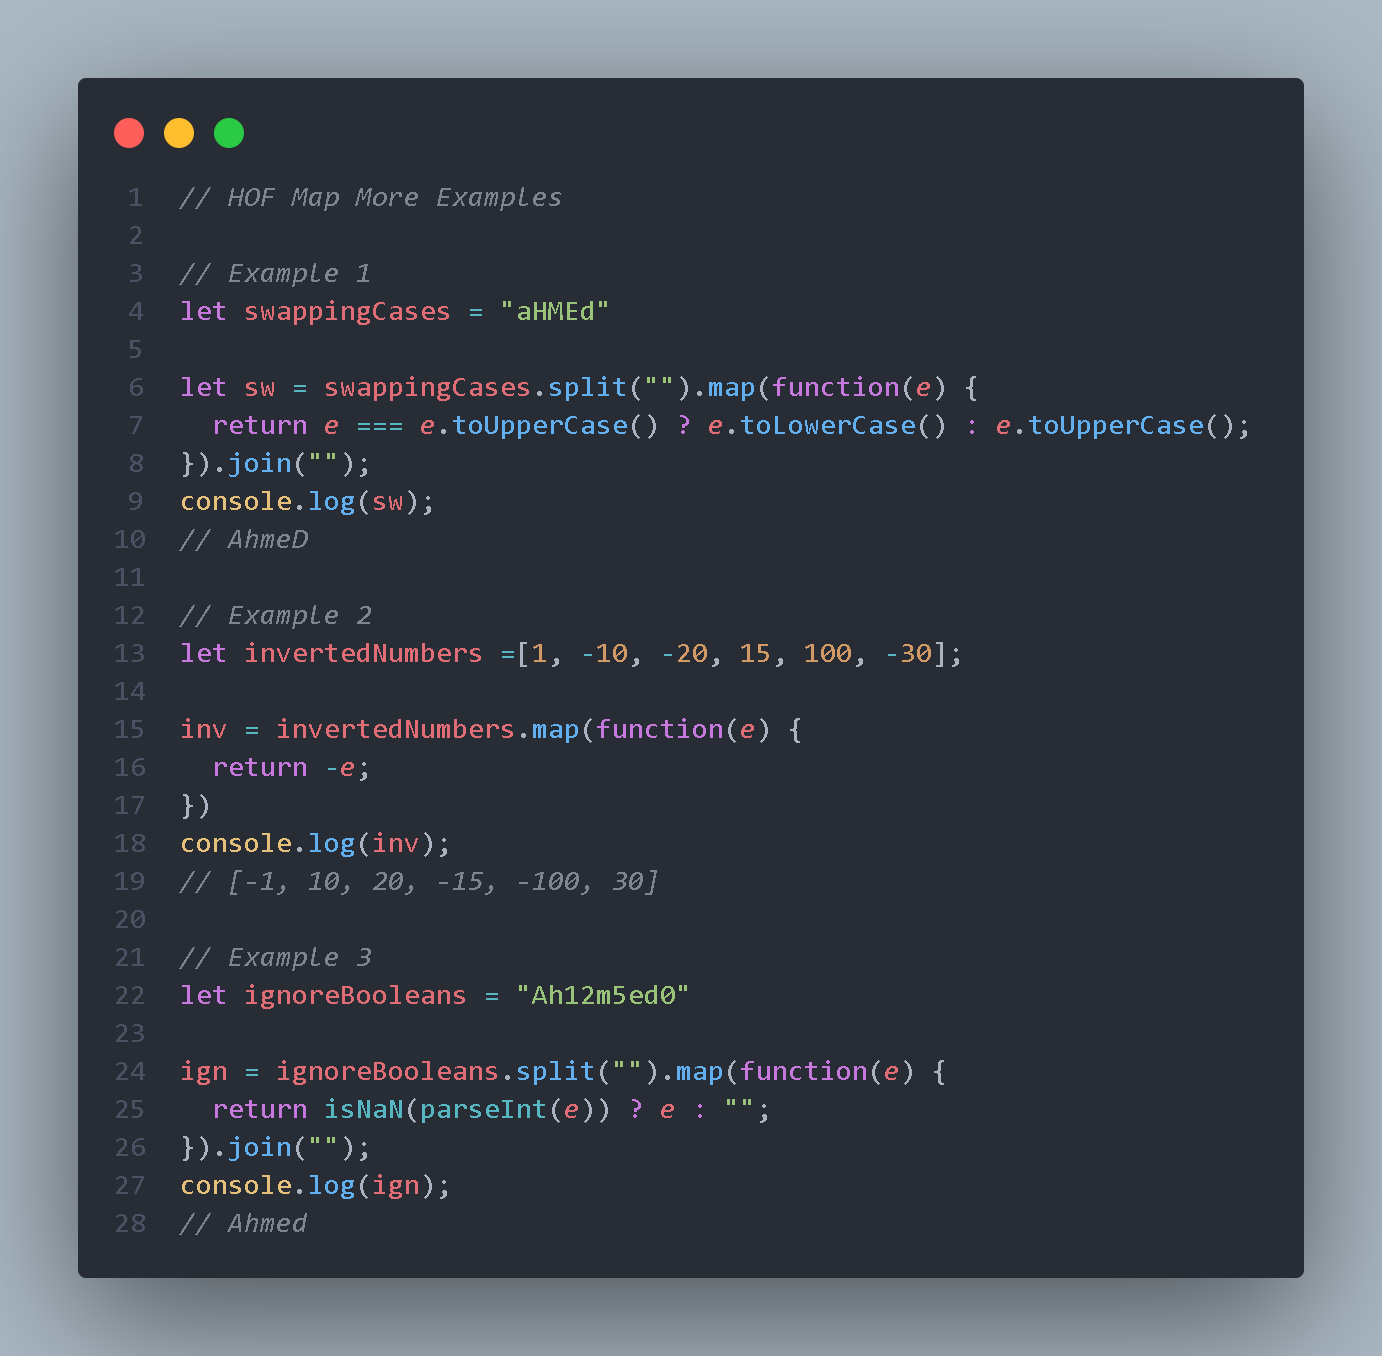 1 // HOF Map More Examples
2
3 // Example 1
4 let swappingCases = "aHMEd"
5
6 let sw = swappingCases.split("").map(function(e) {
7   return e === e.toUpperCase() ? e.toLowerCase() : e.toUpperCase();
8 }).join("");
9 console.log(sw);
10 // AhmeD
11
12 // Example 2
13 let invertedNumbers =[1, -10, -20, 15, 100, -30];
14
15 inv = invertedNumbers.map(function(e) {
16   return -e;
17 })
18 console.log(inv);
19 // [-1, 10, 20, -15, -100, 30]
20
21 // Example 3
22 let ignoreBooleans = "Ah12m5ed0"
23
24 ign = ignoreBooleans.split("").map(function(e) {
25   return isNaN(parseInt(e)) ? e : "";
26 }).join("");
27 console.log(ign);
28 // Ahmed